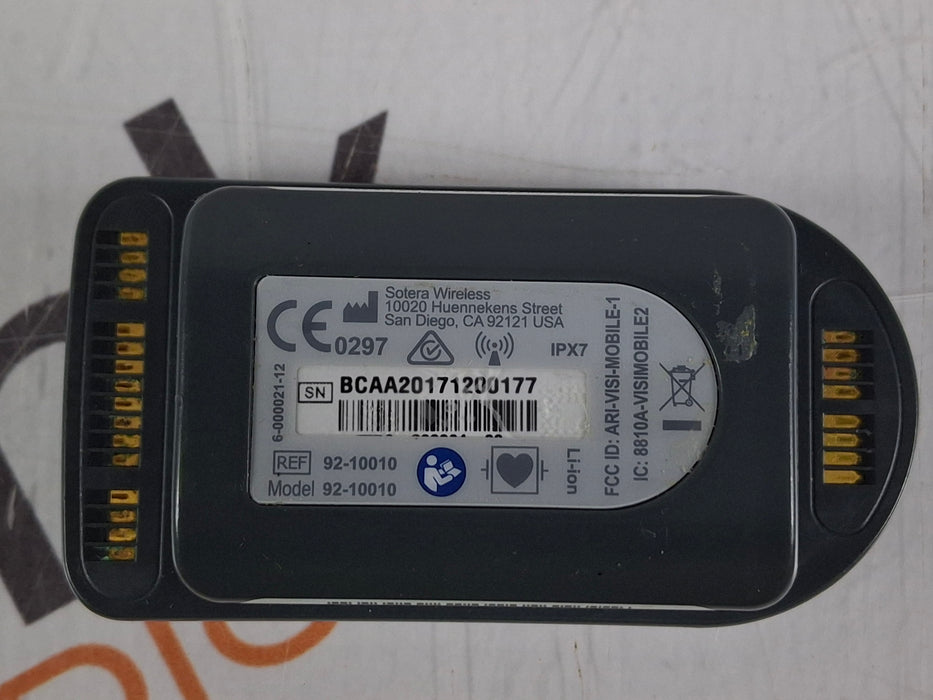 Sotera Wireless
10020 Huennekens Street
San Diego, CA 92121 USA
CE 0297
IPX7
6-000021-12
SN
BCAA20171200177
REF 92-10010
Model 92-10010
Li-ion
FCC ID: ARI-VISI-MOBILE-1
IC: 8810A-VISIMOBILE2